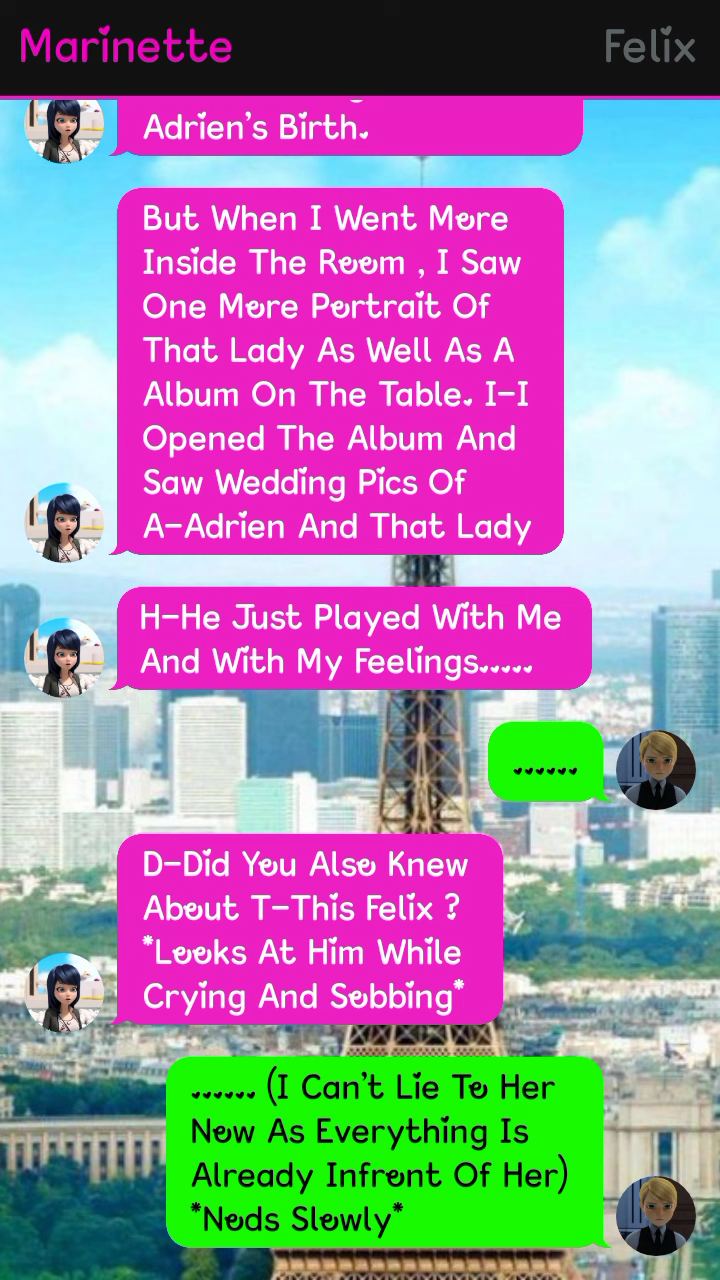 Marinette
Felix
Adrien's Birth.
But When I Went More
Inside The Room , I Saw
One More Portrait Of
That Lady As Well As A
Album On The Table. I-I
Opened The Album And
Saw Wedding Pics Of
A-Adrien And That Lady
H-He Just Played With Me
And With My Feelings.....
......
D-Did You Also Knew
About T-This Felix ?
*Looks At Him While
Crying And Sobbing*
...... (I Can't Lie To Her
Now As Everything Is
Already Infront Of Her)
*Nods Slowly*